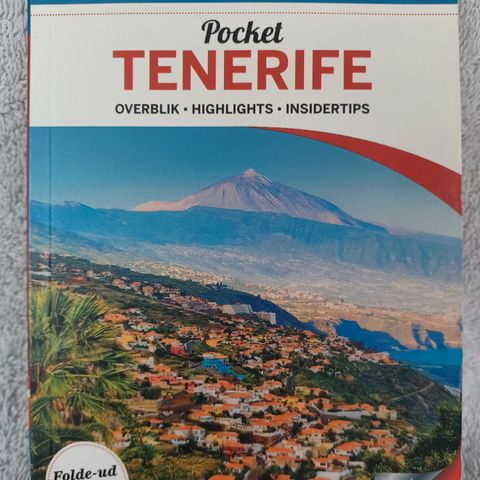 Pocket
TENERIFE
OVERBLIK • HIGHLIGHTS • INSIDERTIPS
Folde-ud